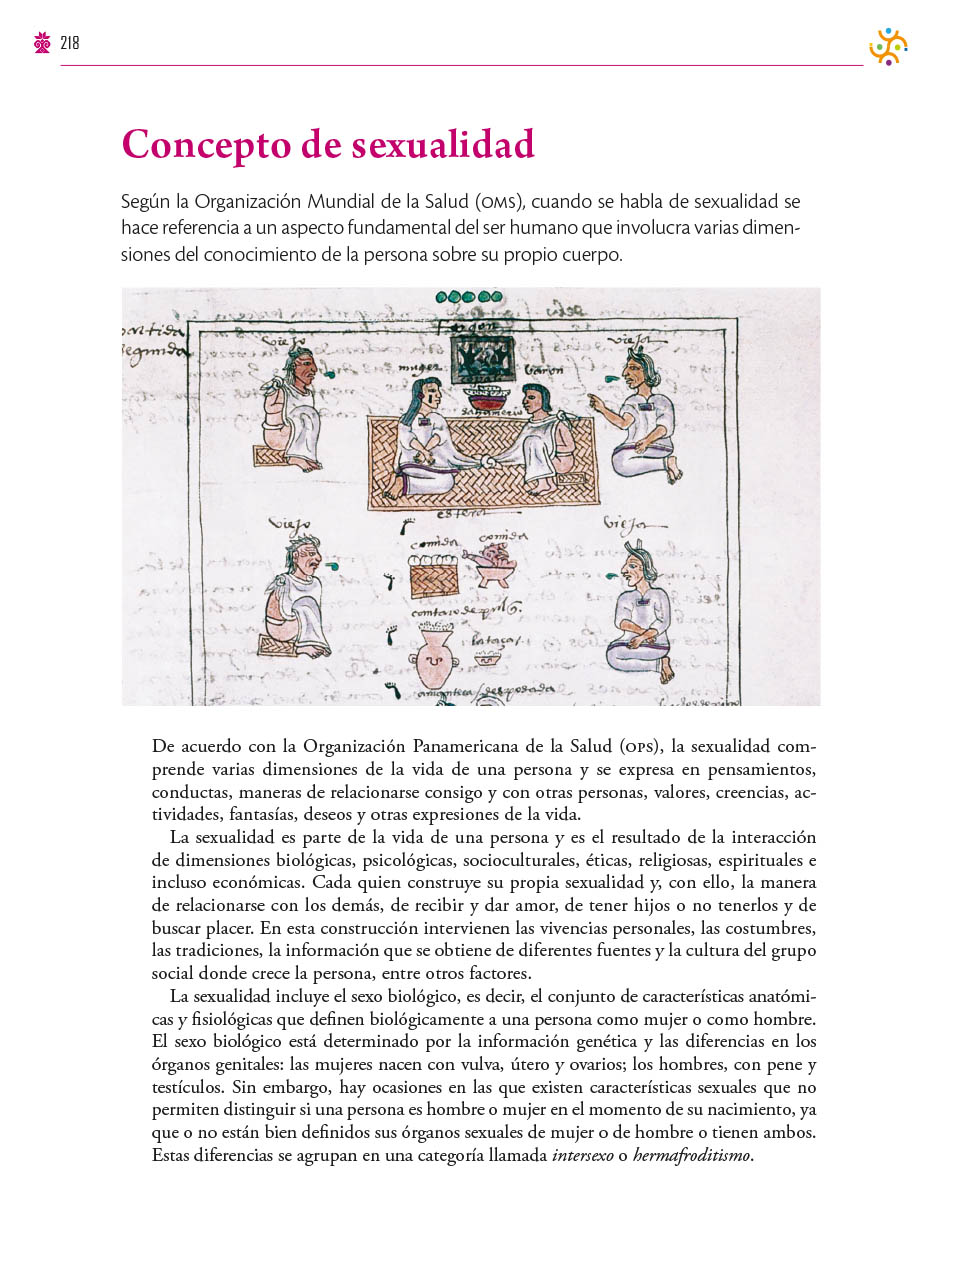 218
Concepto de sexualidad
Según la Organización Mundial de la Salud (OMS), cuando se habla de sexualidad se
hace referencia a un aspecto fundamental del ser humano que involucra varias dimen-
siones del conocimiento de la persona sobre su propio cuerpo.
partida
segunda
viejo
muger
baron
vieja
estera
viejo
comida
comida
vieja
De acuerdo con la Organización Panamericana de la Salud (OPS), la sexualidad com-
prende varias dimensiones de la vida de una persona y se expresa en pensamientos,
conductas, maneras de relacionarse consigo y con otras personas, valores, creencias, ac-
tividades, fantasías, deseos y otras expresiones de la vida.
La sexualidad es parte de la vida de una persona y es el resultado de la interacción
de dimensiones biológicas, psicológicas, socioculturales, éticas, religiosas, espirituales e
incluso económicas. Cada quien construye su propia sexualidad y, con ello, la manera
de relacionarse con los demás, de recibir y dar amor, de tener hijos o no tenerlos y de
buscar placer. En esta construcción intervienen las vivencias personales, las costumbres,
las tradiciones, la información que se obtiene de diferentes fuentes y la cultura del grupo
social donde crece la persona, entre otros factores.
La sexualidad incluye el sexo biológico, es decir, el conjunto de características anatómi-
cas y fisiológicas que definen biológicamente a una persona como mujer o como hombre.
El sexo biológico está determinado por la información genética y las diferencias en los
órganos genitales: las mujeres nacen con vulva, útero y ovarios; los hombres, con pene y
testículos. Sin embargo, hay ocasiones en las que existen características sexuales que no
permiten distinguir si una persona es hombre o mujer en el momento de su nacimiento, ya
que o no están bien definidos sus órganos sexuales de mujer o de hombre o tienen ambos.
Estas diferencias se agrupan en una categoría llamada intersexo o hermafroditismo.